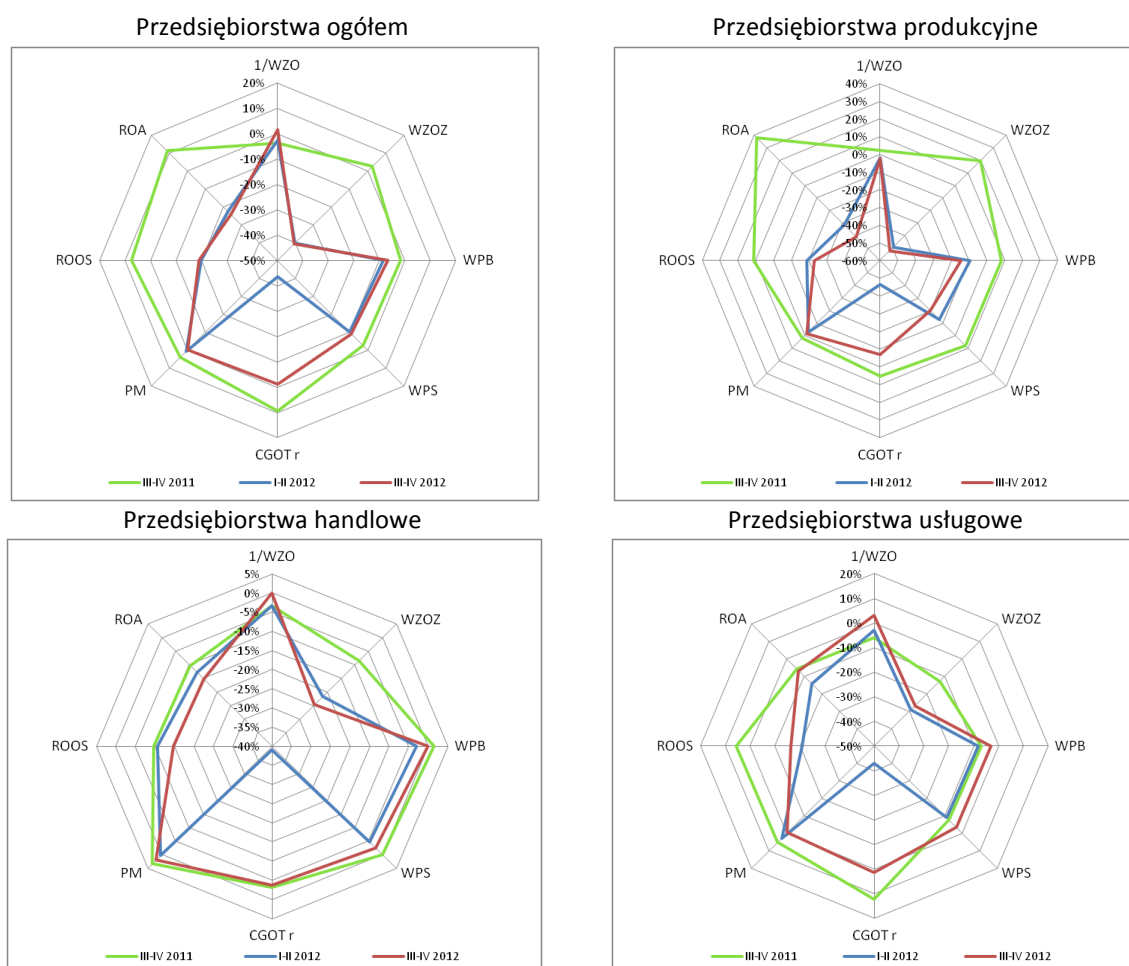 Przedsiębiorstwa ogółem
1/WZO
20%
10%
0%
-10%
-20%
-30%
-40%
-50%
WZOZ
WPB
WPS
CGOT r
PM
ROOS
ROA
III-IV 2011 I-II 2012 III-IV 2012
Przedsiębiorstwa produkcyjne
1/WZO
40%
30%
20%
10%
0%
-10%
-20%
-30%
-40%
-50%
-60%
WZOZ
WPB
WPS
CGOT r
PM
ROOS
ROA
III-IV 2011 I-II 2012 III-IV 2012
Przedsiębiorstwa handlowe
1/WZO
5%
0%
-5%
-10%
-15%
-20%
-25%
-30%
-35%
-40%
WZOZ
WPB
WPS
CGOT r
PM
ROOS
ROA
III-IV 2011 I-II 2012 III-IV 2012
Przedsiębiorstwa usługowe
1/WZO
20%
10%
0%
-10%
-20%
-30%
-40%
-50%
WZOZ
WPB
WPS
CGOT r
PM
ROOS
ROA
III-IV 2011 I-II 2012 III-IV 2012